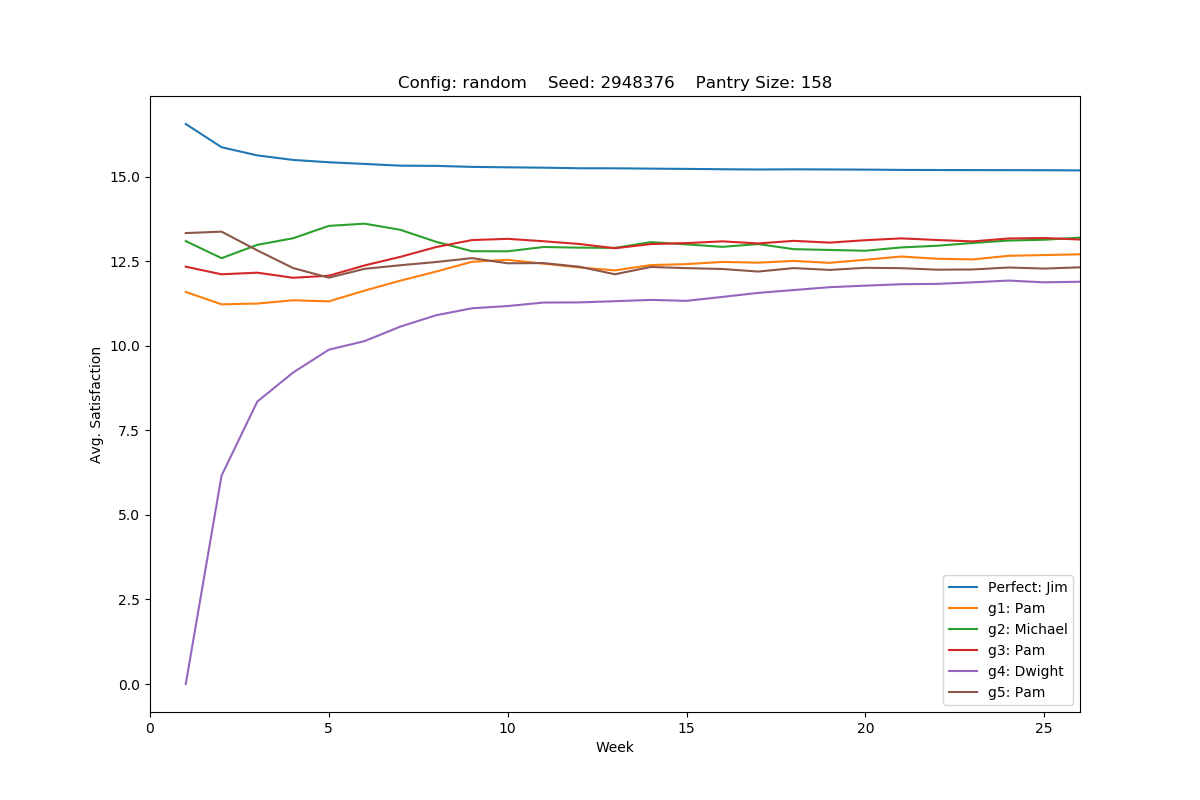 Config: random    Seed: 2948376    Pantry Size: 158
15.0
12.5
10.0
7.5
5.0
2.5
0.0
Avg. Satisfaction
Perfect: Jim
g1: Pam
g2: Michael
g3: Pam
g4: Dwight
g5: Pam
0 5 10 15 20 25
Week